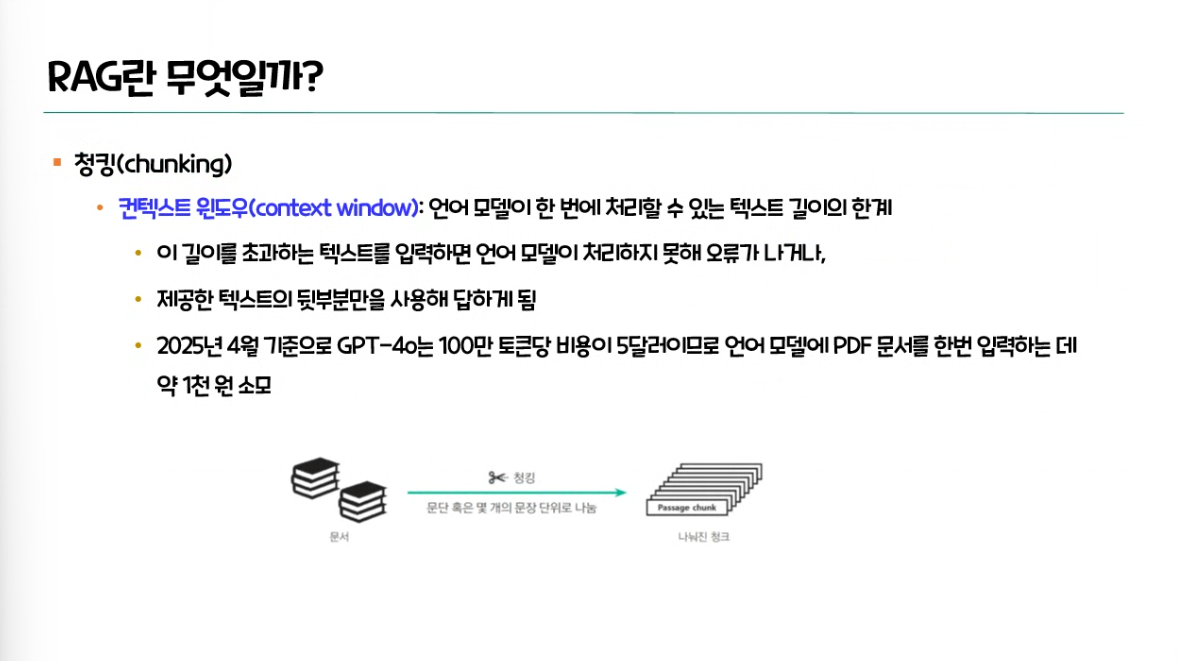 RAG란 무엇일까?
청킹(chunking)
컨텍스트 윈도우(context window): 언어 모델이 한 번에 처리할 수 있는 텍스트 길이의 한계
이 길이를 초과하는 텍스트를 입력하면 언어 모델이 처리하지 못해 오류가 나거나,
제공한 텍스트의 뒷부분만을 사용해 답하게 됨
2025년 4월 기준으로 GPT-4o는 100만 토큰당 비용이 5달러이므로 언어 모델에 PDF 문서를 한번 입력하는 데
약 1천 원 소모
청킹
문단 혹은 몇 개의 문장 단위로 나눔
Passage chunk
문서
나눠진 청크